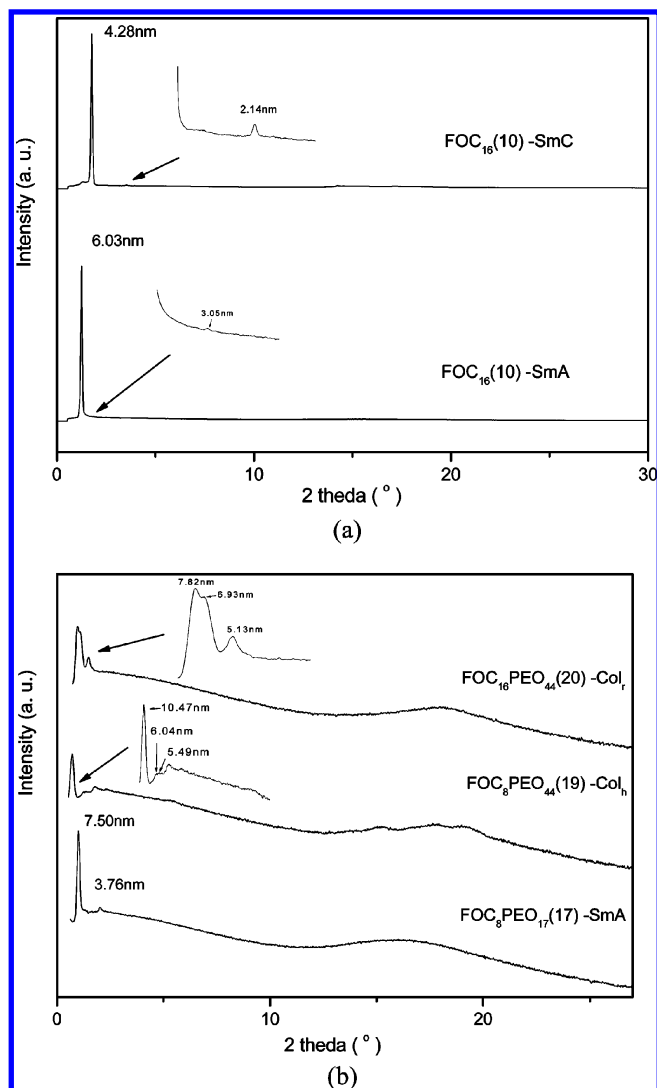 4.28nm
2.14nm
FOC₁₆(10) -SmC
6.03nm
3.05nm
FOC₁₆(10) -SmA
Intensity (a. u.)
0 10 20 30
2 theda ( ° )
(a)
7.82nm
6.93nm
5.13nm
FOC₁₆PEO₄₄(20) -Colᵣ
10.47nm
6.04nm
5.49nm
FOC₈PEO₄₄(19) -Colₕ
7.50nm
3.76nm
FOC₈PEO₁₇(17) -SmA
Intensity (a. u.)
0 10 20
2 theda ( ° )
(b)